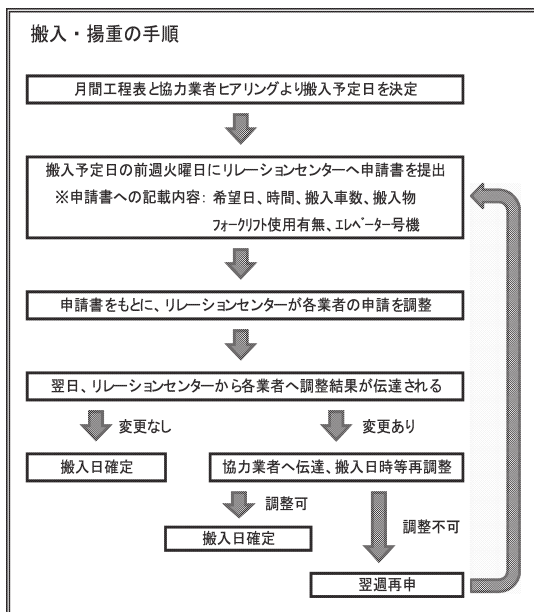 搬入・揚重の手順
月間工程表と協力業者ヒアリングより搬入予定日を決定
搬入予定日の前週火曜日にリレーションセンターへ申請書を提出
※申請書への記載内容: 希望日、時間、搬入車数、搬入物
フォークリフト使用有無、エレベーター号機
申請書をもとに、リレーションセンターが各業者の申請を調整
翌日、リレーションセンターから各業者へ調整結果が伝達される
変更なし
変更あり
搬入日確定
協力業者へ伝達、搬入日時等再調整
調整可
搬入日確定
調整不可
翌週再申